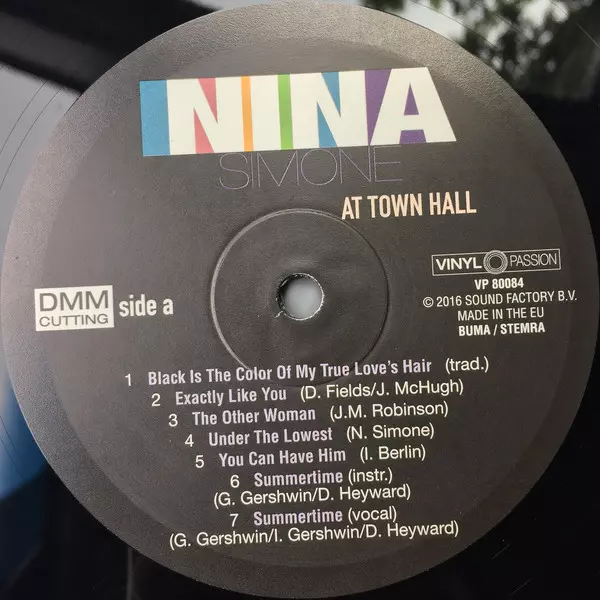 NINA
SIMONE
AT TOWN HALL
VINYL PASSION
VP 80084
© 2016 SOUND FACTORY B.V.
MADE IN THE EU
BUMA / STEMRA
DMM
CUTTING
side a
1 Black Is The Color Of My True Love's Hair (trad.)
2 Exactly Like You (D. Fields/J. McHugh)
3 The Other Woman (J.M. Robinson)
4 Under The Lowest (N. Simone)
5 You Can Have Him (I. Berlin)
6 Summertime (instr.)
(G. Gershwin/D. Heyward)
7 Summertime (vocal)
(G. Gershwin/I. Gershwin/D. Heyward)